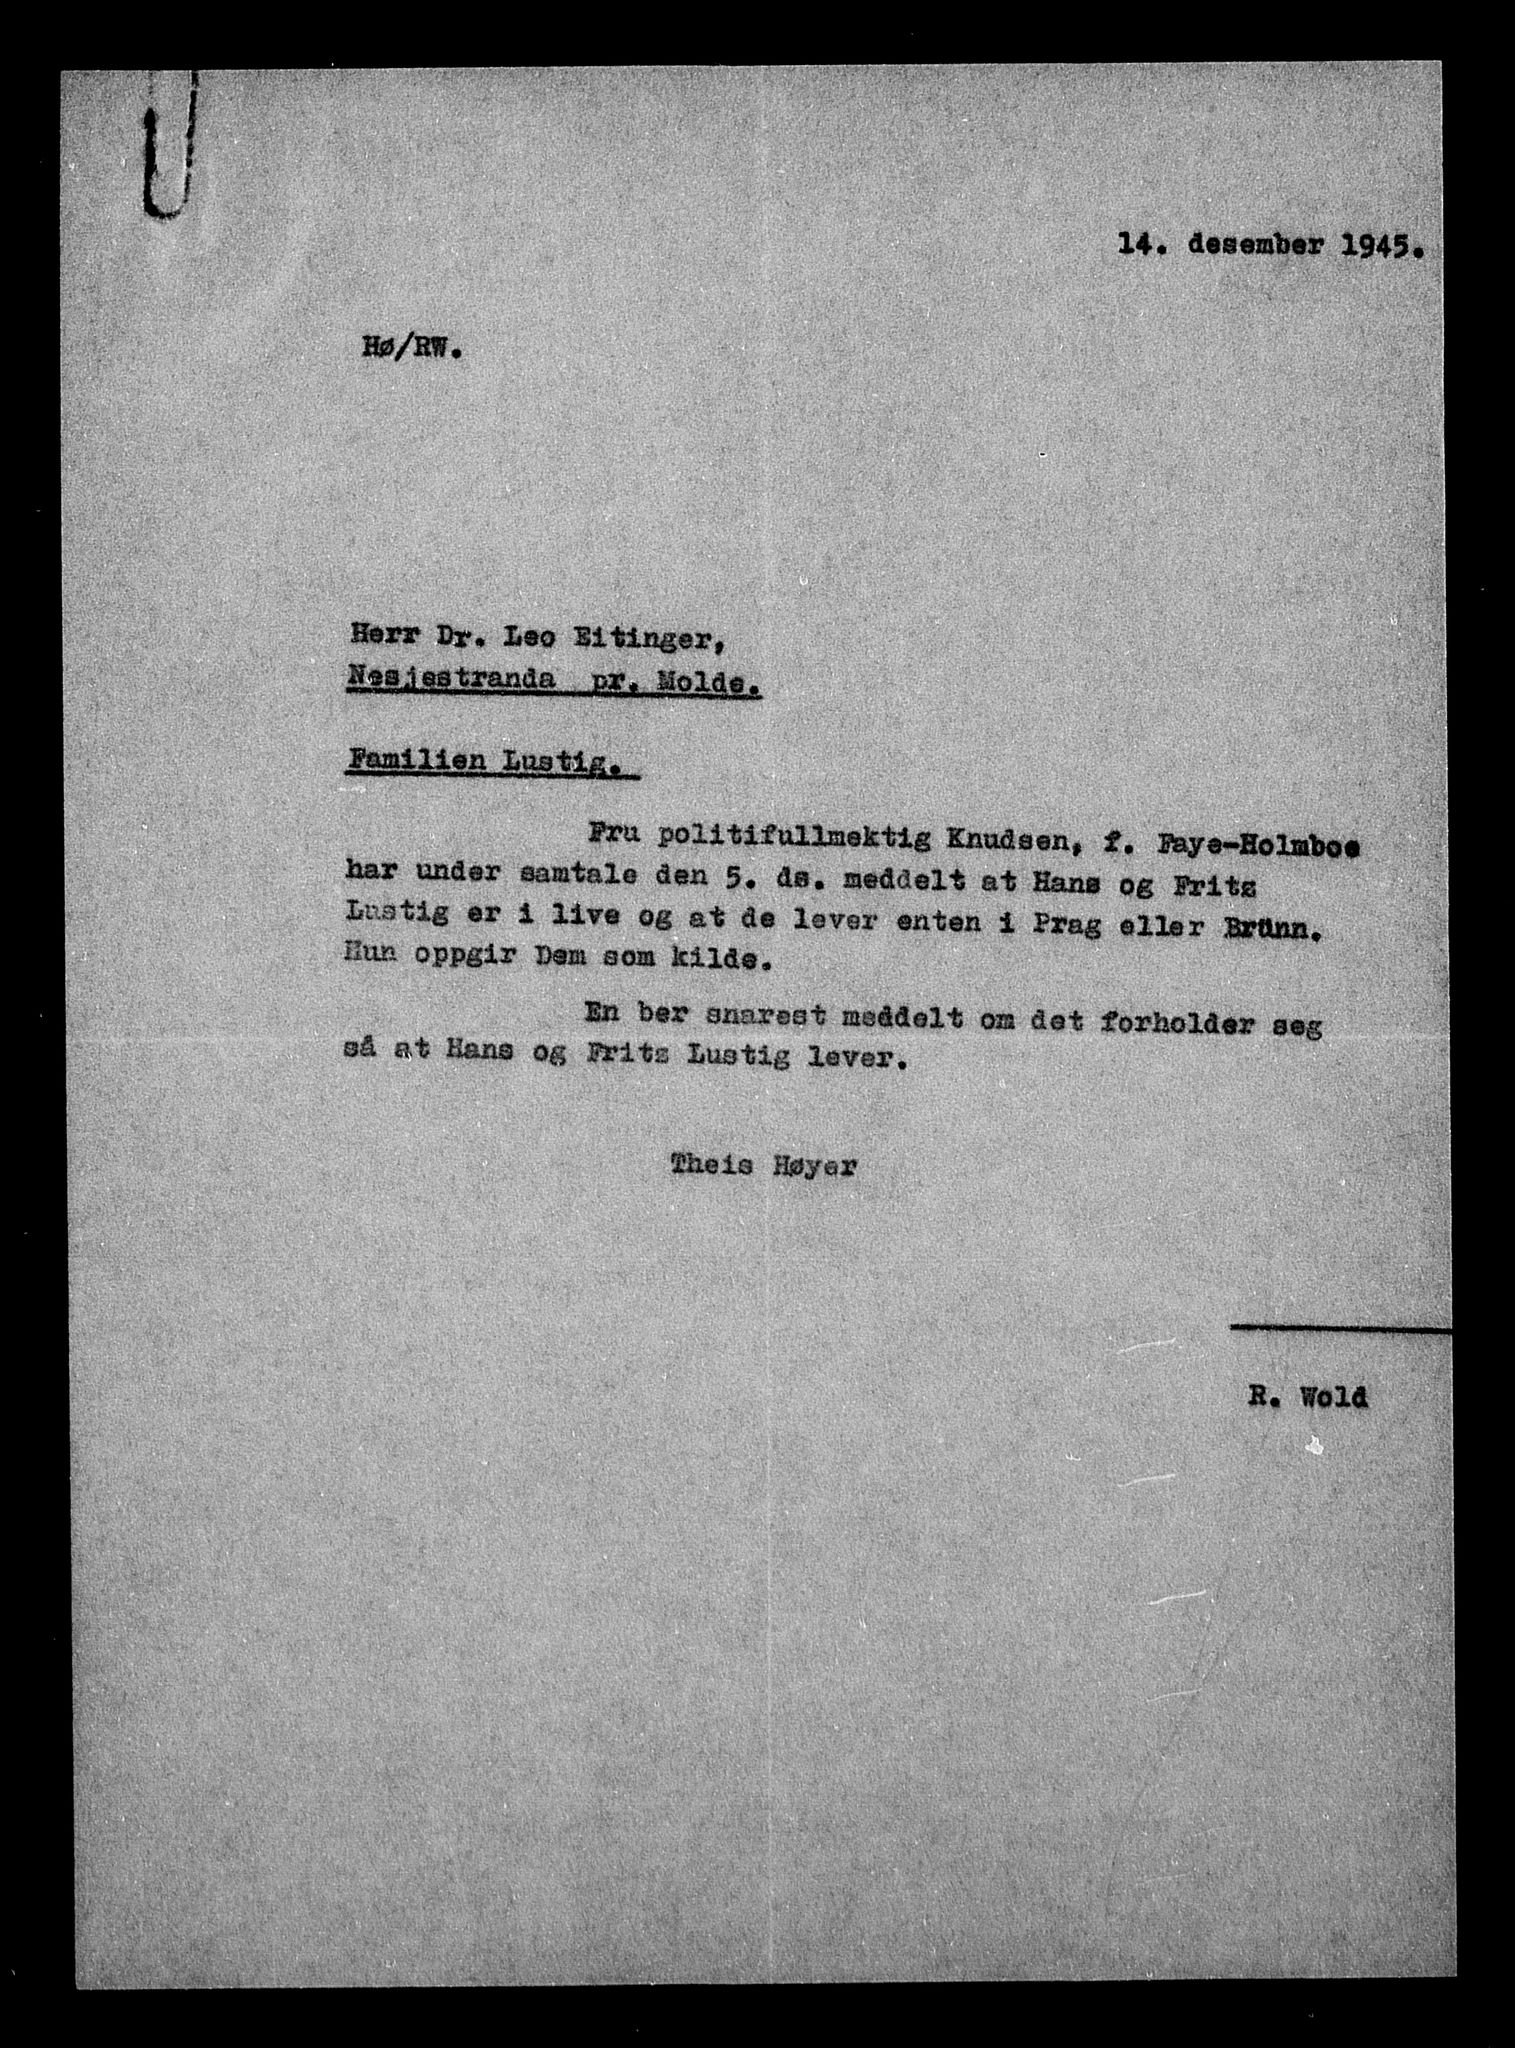 14. desember 1945.
Hø/RW.
Herr Dr. Leo Eitinger,
Nesjestranda pr. Molde.
Familien Lustig.
Fru politifullmektig Knudsen, f. Faye-Holmboe
har under samtale den 5. ds. meddelt at Hans og Fritz
Lustig er i live og at de lever enten i Prag eller Brünn.
Hun oppgir Dem som kilde.
En ber snarest meddelt om det forholder seg
så at Hans og Fritz Lustig lever.
Theis Høyer
R. Wold